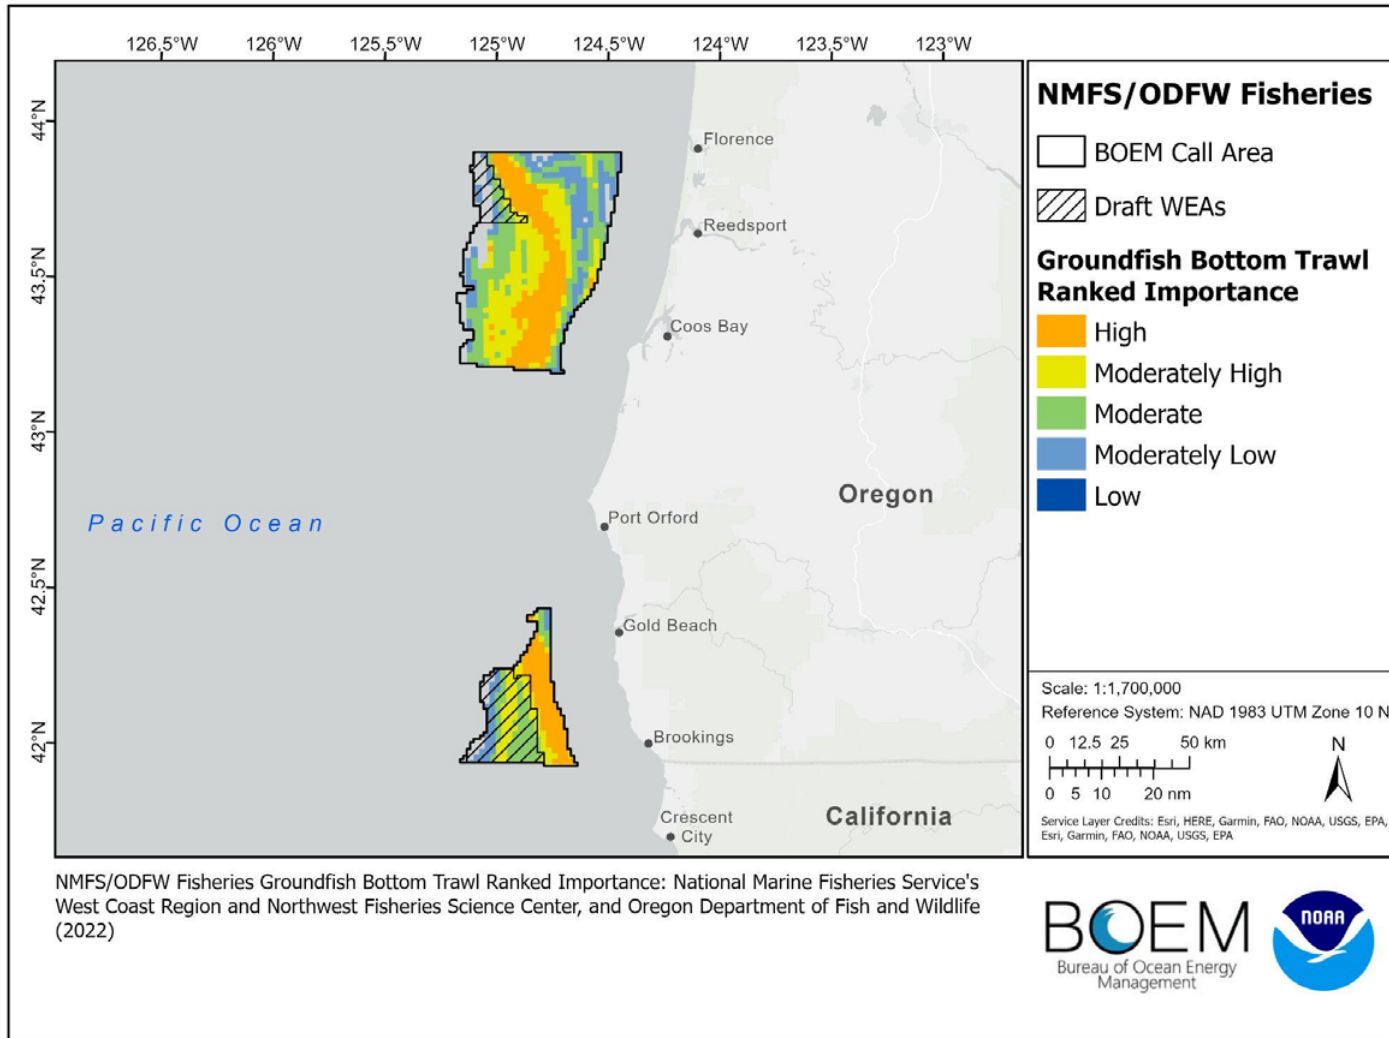 126.5°W 126°W 125.5°W 125°W 124.5°W 124°W 123.5°W 123°W
44°N
43.5°N
43°N
42.5°N
42°N
Florence
Reedsport
Coos Bay
Port Orford
Gold Beach
Brookings
Crescent
City
Oregon
California
Pacific Ocean
NMFS/ODFW Fisheries
BOEM Call Area
Draft WEAs
Groundfish Bottom Trawl
Ranked Importance
High
Moderately High
Moderate
Moderately Low
Low
Scale: 1:1,700,000
Reference System: NAD 1983 UTM Zone 10 N
0 12.5 25 50 km
0 5 10 20 nm
N
Service Layer Credits: Esri, HERE, Garmin, FAO, NOAA, USGS, EPA,
Esri, Garmin, FAO, NOAA, USGS, EPA
NMFS/ODFW Fisheries Groundfish Bottom Trawl Ranked Importance: National Marine Fisheries Service's
West Coast Region and Northwest Fisheries Science Center, and Oregon Department of Fish and Wildlife
(2022)
BOEM
Bureau of Ocean Energy
Management
NOAA